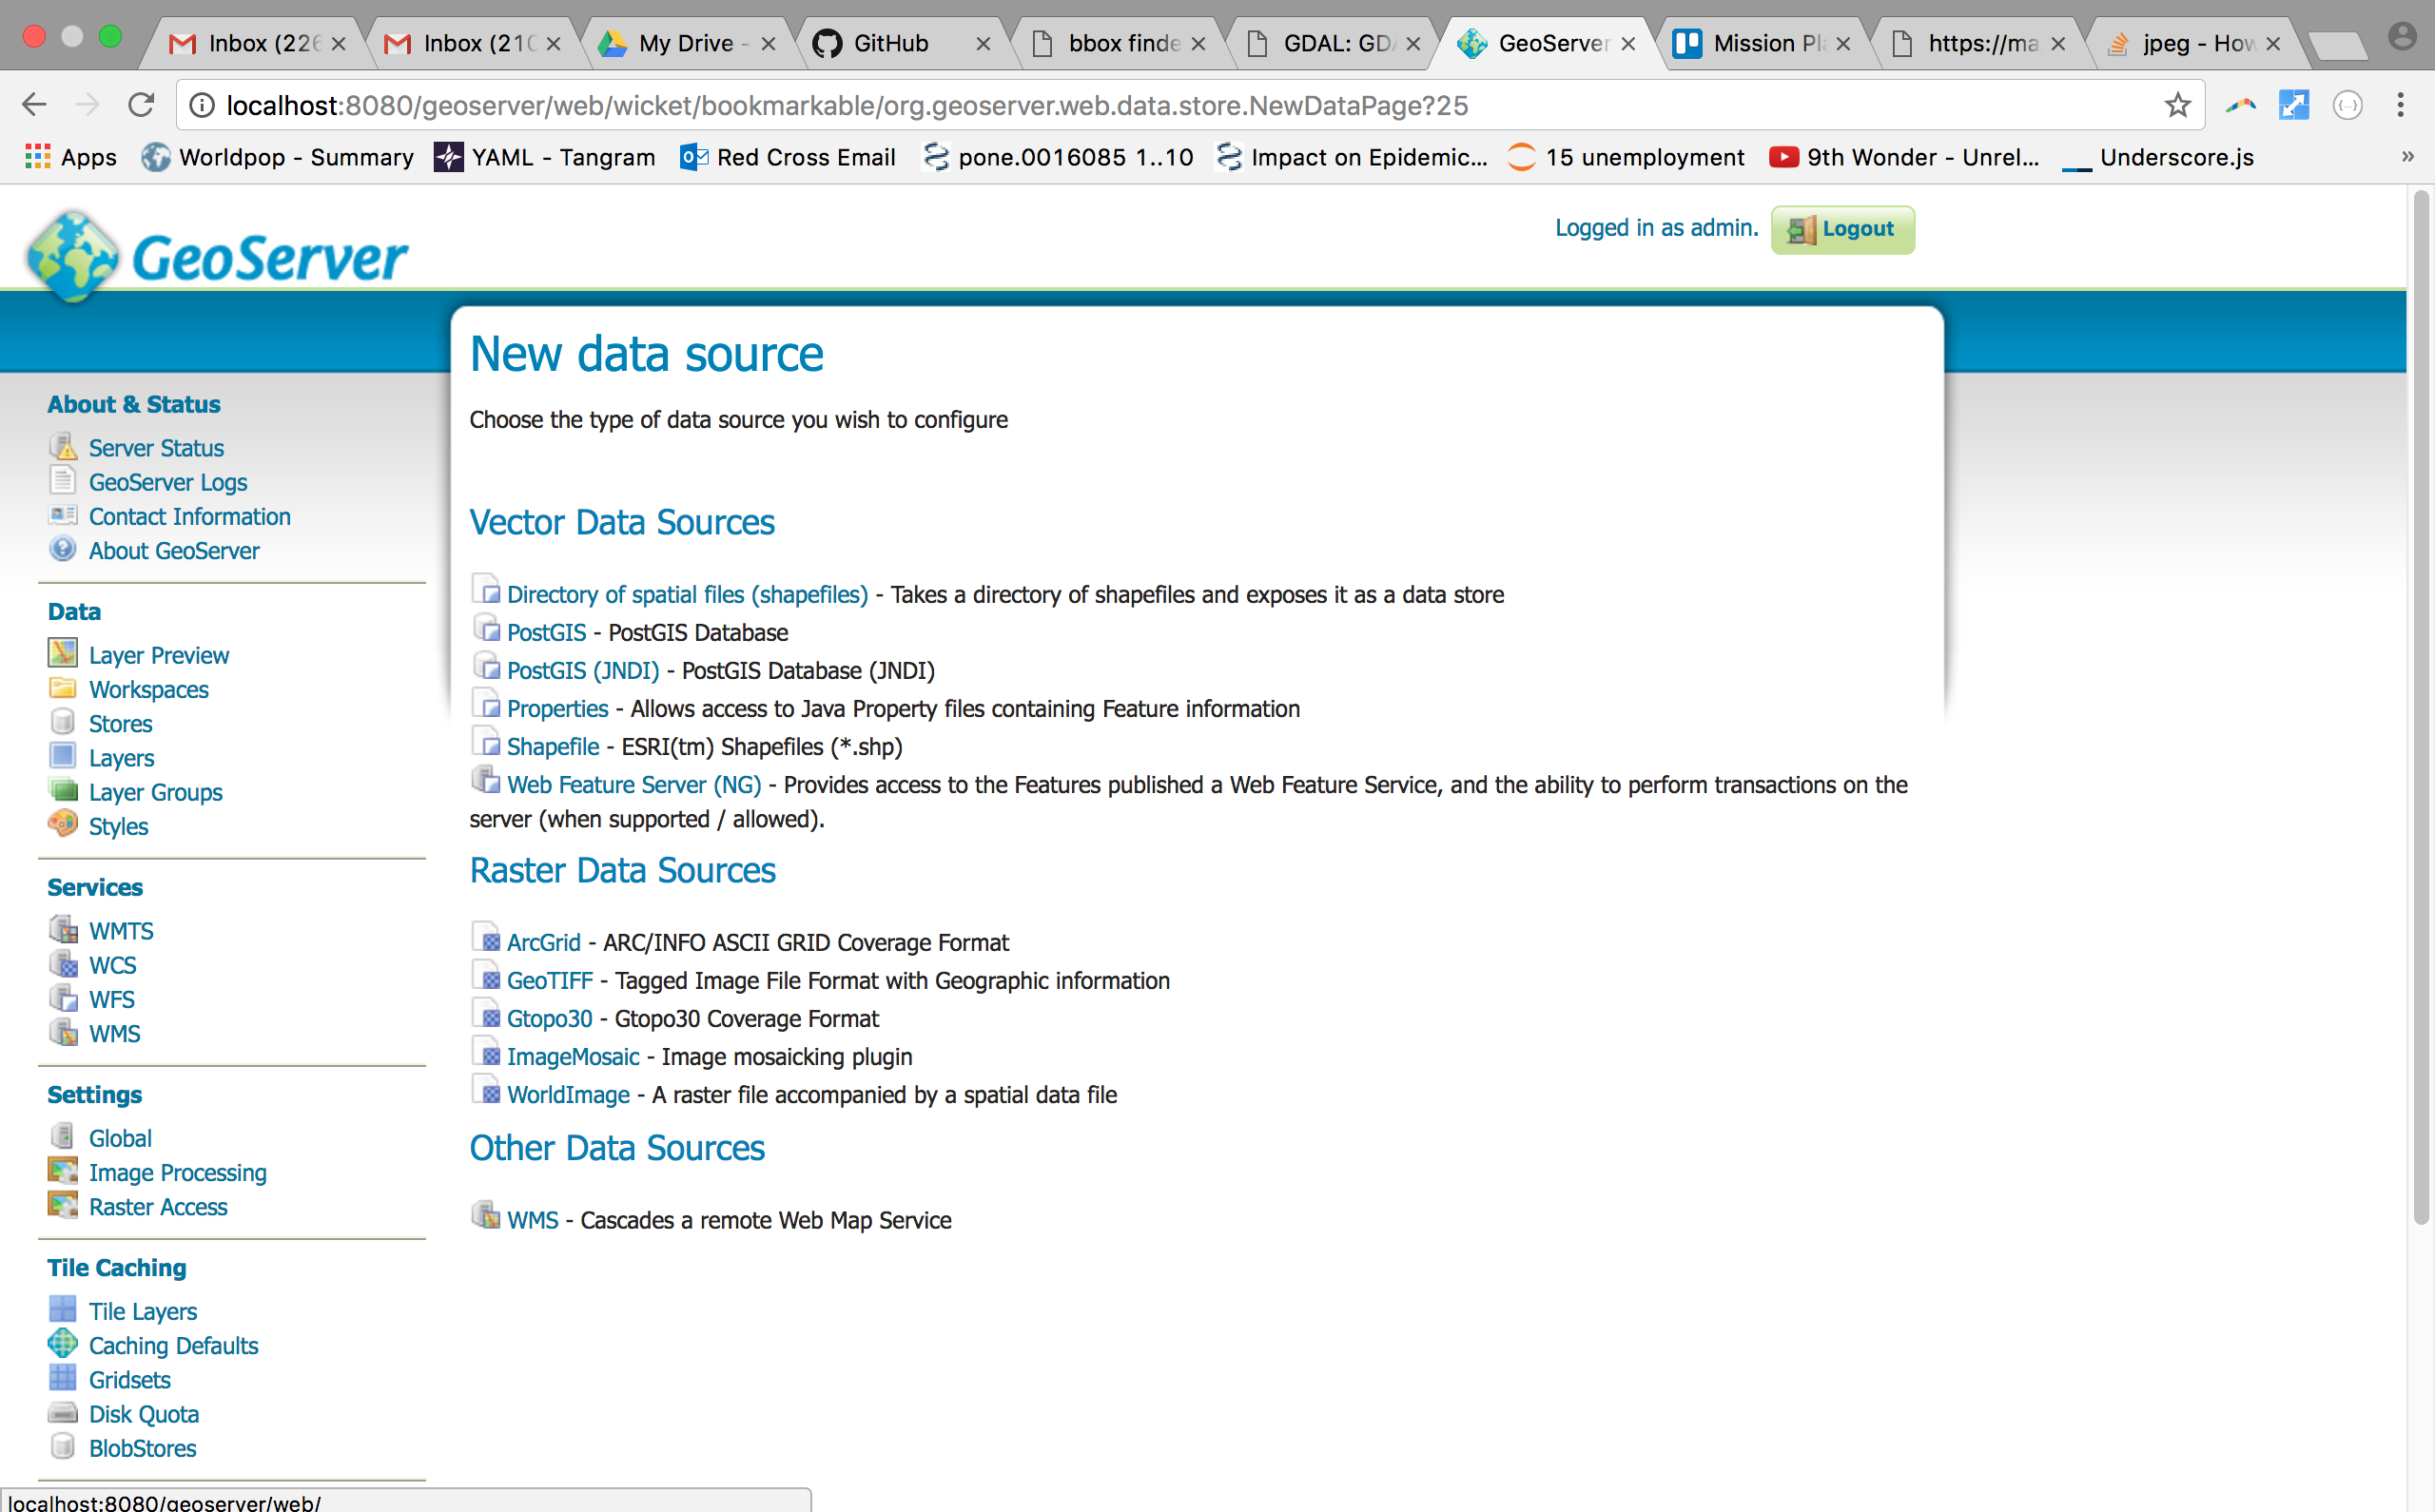 Inbox (226
Inbox (210
My Drive -
GitHub
bbox finde
GDAL: GDA
GeoServer
Mission Pla
https://ma
jpeg - How
localhost:8080/geoserver/web/wicket/bookmarkable/org.geoserver.web.data.store.NewDataPage?25
Apps
Worldpop - Summary
YAML - Tangram
Red Cross Email
pone.0016085 1..10
Impact on Epidemic...
15 unemployment
9th Wonder - Unrel...
Underscore.js
»
GeoServer
Logged in as admin.
Logout
About & Status
Server Status
GeoServer Logs
Contact Information
About GeoServer
Data
Layer Preview
Workspaces
Stores
Layers
Layer Groups
Styles
Services
WMTS
WCS
WFS
WMS
Settings
Global
Image Processing
Raster Access
Tile Caching
Tile Layers
Caching Defaults
Gridsets
Disk Quota
BlobStores
New data source
Choose the type of data source you wish to configure
Vector Data Sources
Directory of spatial files (shapefiles) - Takes a directory of shapefiles and exposes it as a data store
PostGIS - PostGIS Database
PostGIS (JNDI) - PostGIS Database (JNDI)
Properties - Allows access to Java Property files containing Feature information
Shapefile - ESRI(tm) Shapefiles (*.shp)
Web Feature Server (NG) - Provides access to the Features published a Web Feature Service, and the ability to perform transactions on the
server (when supported / allowed).
Raster Data Sources
ArcGrid - ARC/INFO ASCII GRID Coverage Format
GeoTIFF - Tagged Image File Format with Geographic information
Gtopo30 - Gtopo30 Coverage Format
ImageMosaic - Image mosaicking plugin
WorldImage - A raster file accompanied by a spatial data file
Other Data Sources
WMS - Cascades a remote Web Map Service
localhost:8080/geoserver/web/